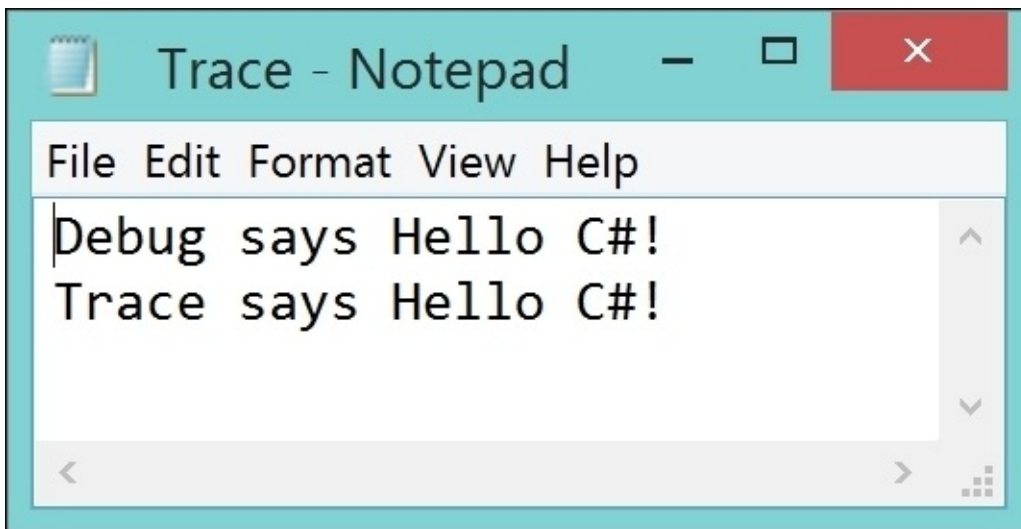 Trace - Notepad
File Edit Format View Help
Debug says Hello C#!
Trace says Hello C#!